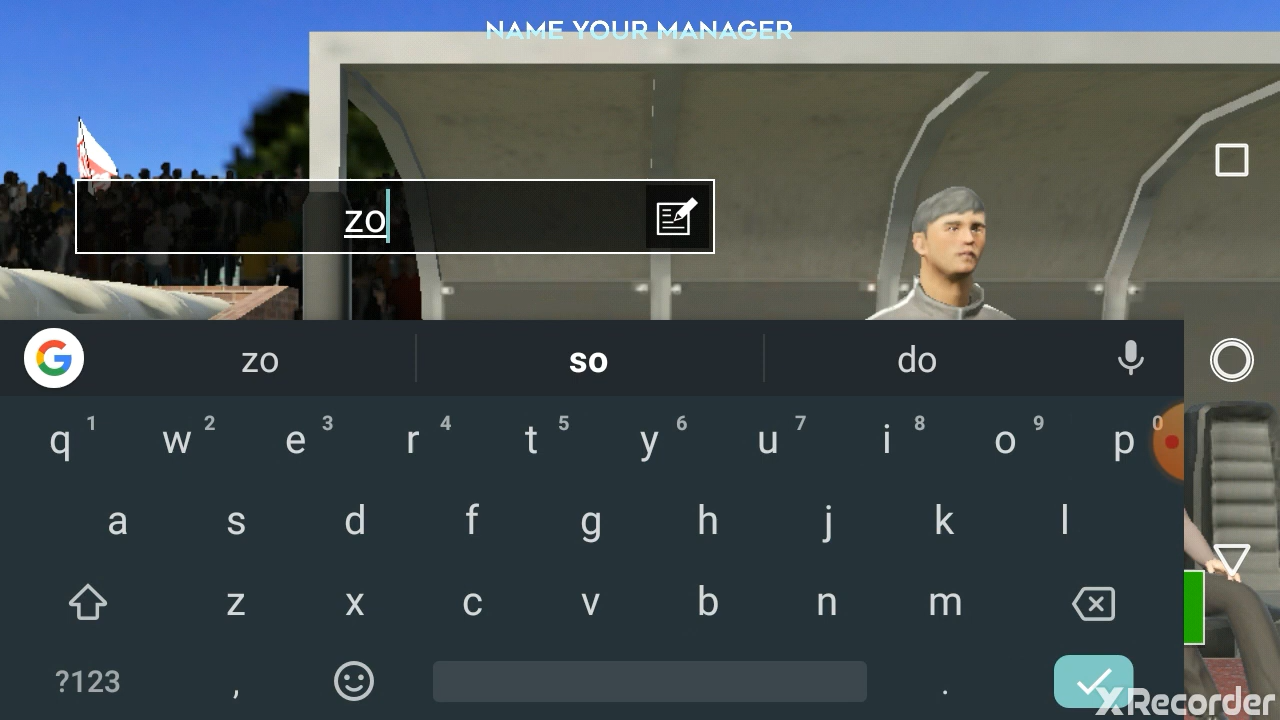 NAME YOUR MANAGER
zo
zo so do
q 1 w 2 e 3 r 4 t 5 y 6 u 7 i 8 o 9 p 0
a s d f g h j k l
z x c v b n m
?123 , .
XRecorder